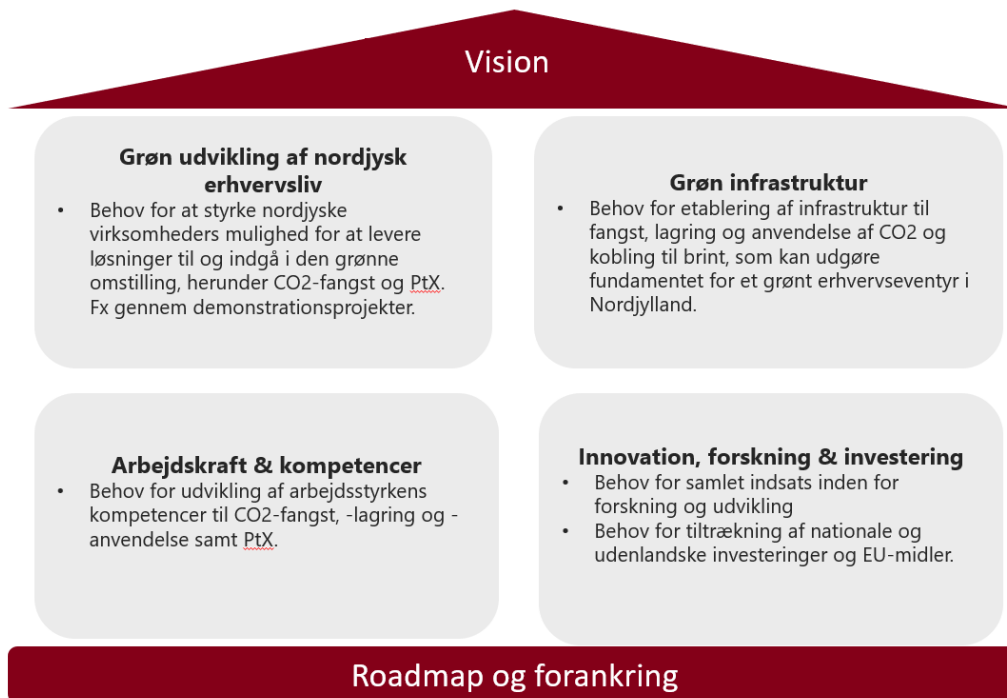 Vision
Grøn udvikling af nordjysk
erhvervsliv
• Behov for at styrke nordjyske
virksomheders mulighed for at levere
løsninger til og indgå i den grønne
omstilling, herunder CO2-fangst og PtX.
Fx gennem demonstrationsprojekter.
Grøn infrastruktur
• Behov for etablering af infrastruktur til
fangst, lagring og anvendelse af CO2 og
kobling til brint, som kan udgøre
fundamentet for et grønt erhvervseventyr i
Nordjylland.
Arbejdskraft & kompetencer
• Behov for udvikling af arbejdsstyrkens
kompetencer til CO2-fangst, -lagring og -
anvendelse samt PtX.
Innovation, forskning & investering
• Behov for samlet indsats inden for
forskning og udvikling
• Behov for tiltrækning af nationale og
udenlandske investeringer og EU-midler.
Roadmap og forankring